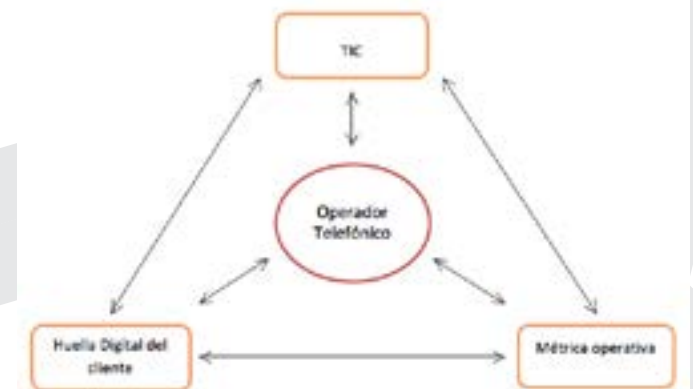 TIC
Operador
Telefónico
Huella Digital del
cliente
Métrica operativa